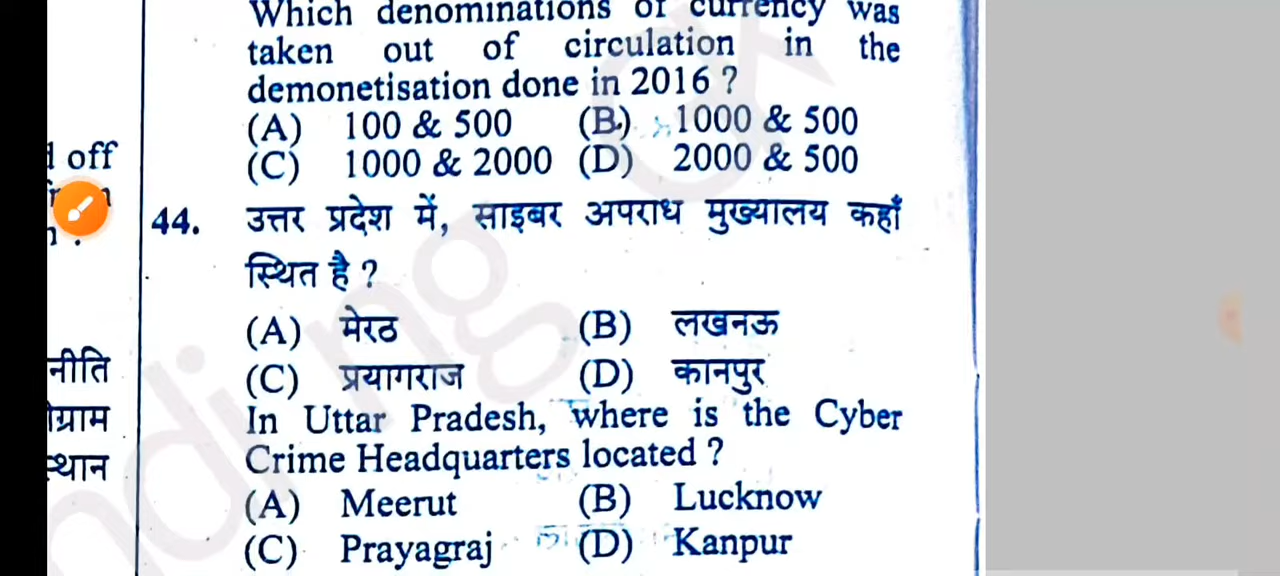 Which denominations of currency was
taken out of circulation in the
demonetisation done in 2016 ?
(A) 100 & 500 (B) 1000 & 500
(C) 1000 & 2000 (D) 2000 & 500
off
44. उत्तर प्रदेश में, साइबर अपराध मुख्यालय कहाँ
स्थित है ?
(A) मेरठ (B) लखनऊ
(C) प्रयागराज (D) कानपुर
नीति
In Uttar Pradesh, where is the Cyber
Crime Headquarters located ?
(A) Meerut (B) Lucknow
(C) Prayagraj (D) Kanpur